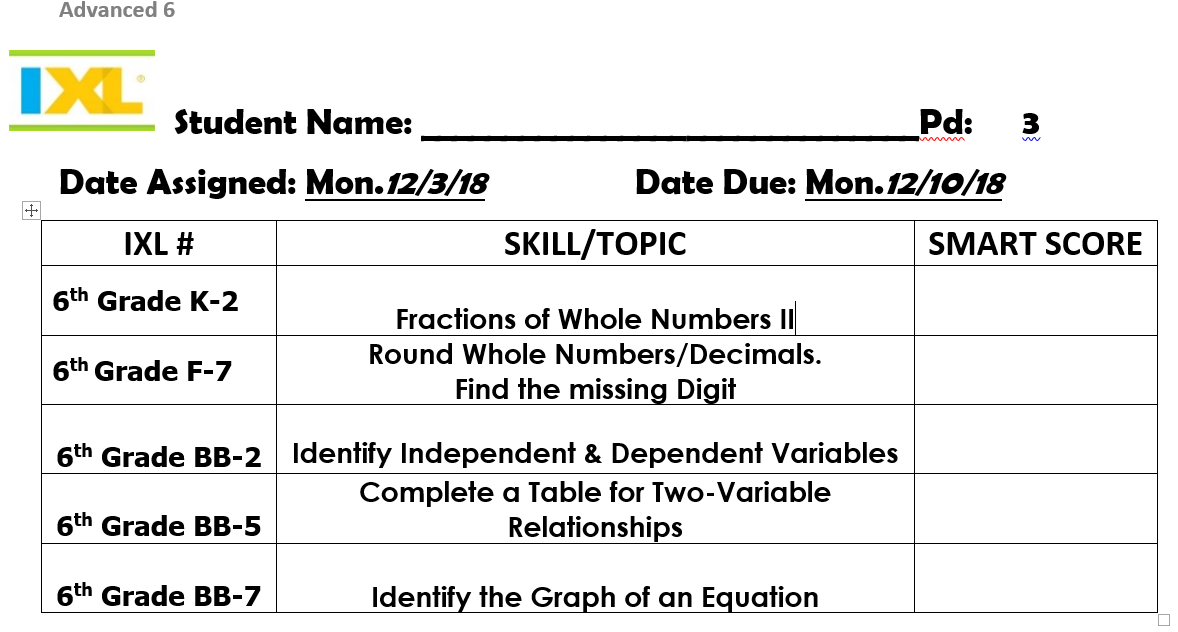 Advanced 6
IXL®
Student Name: ______________________________ Pd: 3
Date Assigned: Mon.12/3/18 Date Due: Mon.12/10/18
IXL # SKILL/TOPIC SMART SCORE
6th Grade K-2 Fractions of Whole Numbers II
6th Grade F-7 Round Whole Numbers/Decimals.
Find the missing Digit
6th Grade BB-2 Identify Independent & Dependent Variables
Complete a Table for Two-Variable
6th Grade BB-5 Relationships
6th Grade BB-7 Identify the Graph of an Equation